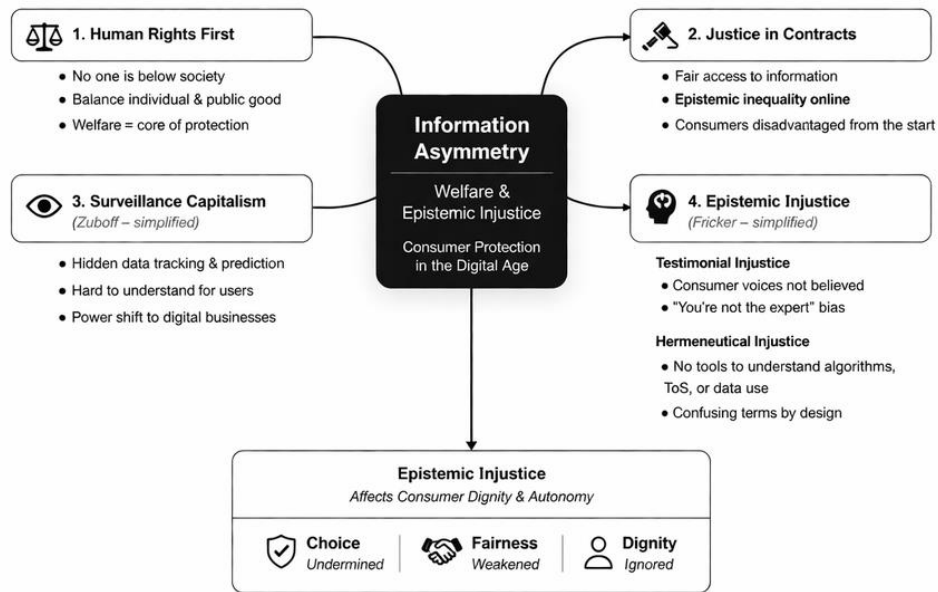 1. Human Rights First
• No one is below society
• Balance individual & public good
• Welfare = core of protection
2. Justice in Contracts
• Fair access to information
• Epistemic inequality online
• Consumers disadvantaged from the start
Information
Asymmetry
Welfare &
Epistemic Injustice
Consumer Protection
in the Digital Age
3. Surveillance Capitalism
(Zuboff – simplified)
• Hidden data tracking & prediction
• Hard to understand for users
• Power shift to digital businesses
4. Epistemic Injustice
(Fricker – simplified)
Testimonial Injustice
• Consumer voices not believed
• "You're not the expert" bias
Hermeneutical Injustice
• No tools to understand algorithms,
ToS, or data use
• Confusing terms by design
Epistemic Injustice
Affects Consumer Dignity & Autonomy
Choice
Undermined
Fairness
Weakened
Dignity
Ignored